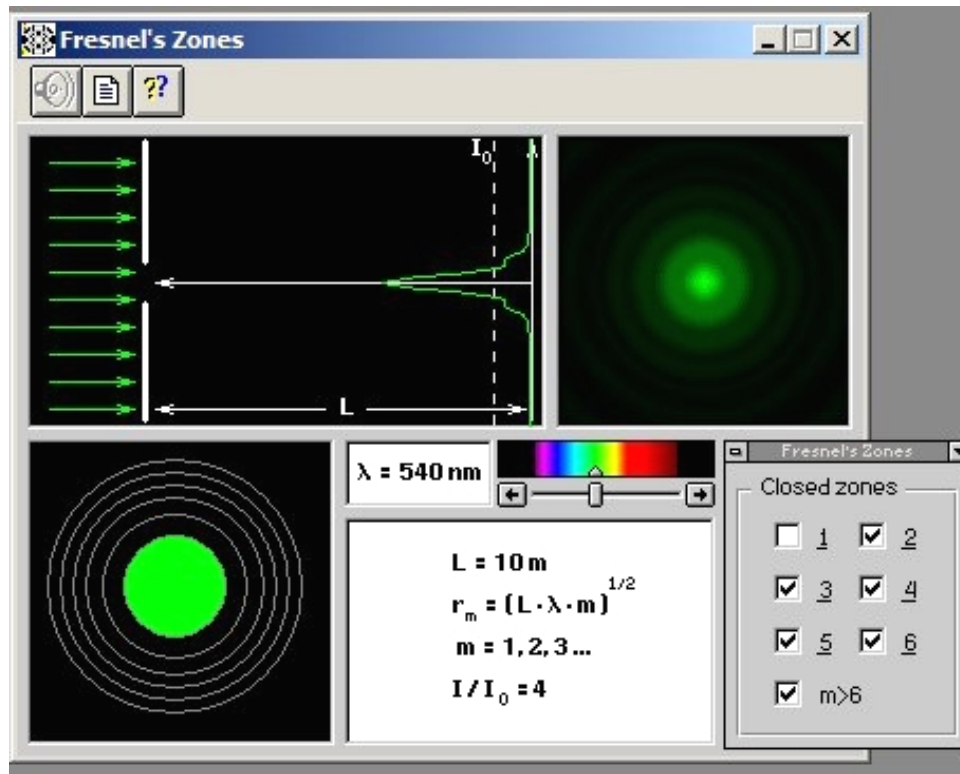 Fresnel's Zones
??
I₀
L
λ = 540 nm
L = 10 m
rₘ = (L · λ · m)^1/2
m = 1, 2, 3 ...
I / I₀ = 4
Fresnel's Zones
Closed zones
1 2
3 4
5 6
m>6